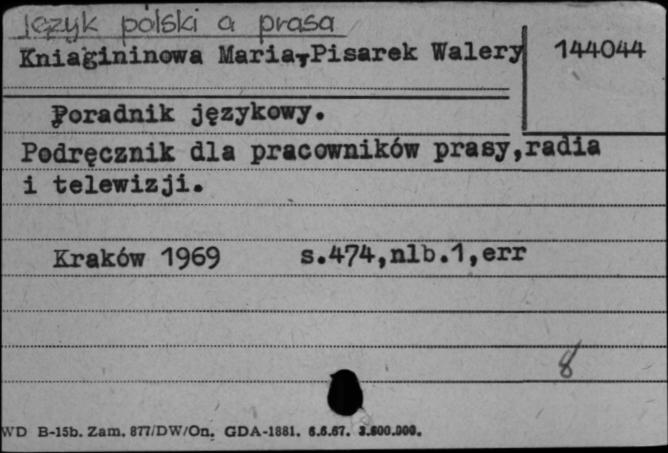 język polski a prasa
Kniagininowa Maria,Pisarek Walery
144044
Poradnik językowy.
Podręcznik dla pracowników prasy,radia
i telewizji.
Kraków 1969 s.474,nlb.1,err
8
WD B-15b. Zam. 877/DW/On. GDA-1881. 6.6.67. 3.800.000.